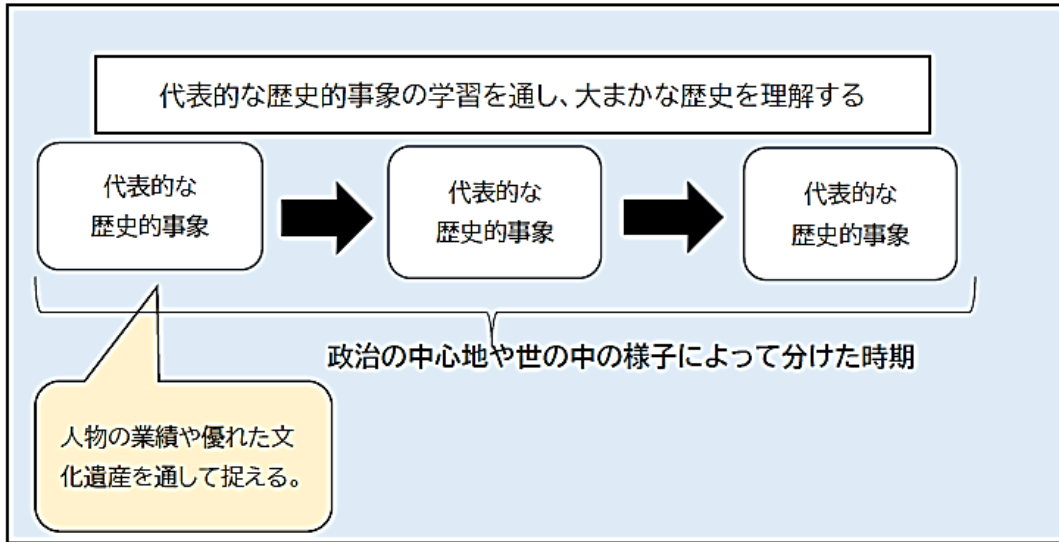 代表的な歴史的事象の学習を通し、大まかな歴史を理解する
代表的な
歴史的事象
代表的な
歴史的事象
代表的な
歴史的事象
政治の中心地や世の中の様子によって分けた時期
人物の業績や優れた文
化遺産を通して捉える。